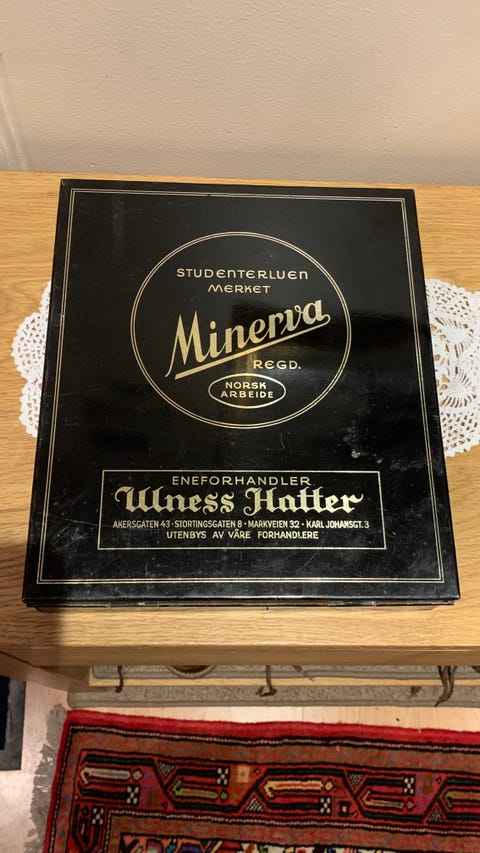 STUDENTERLUEN
MERKET
Minerva
REGD.
NORSK
ARBEIDE
ENEFORHANDLER
Ulness Hatter
AKERSGATEN 43 · STORTINGSGATEN 8 · MARKVEIEN 32 · KARL JOHANSGT. 3
UTENBYS AV VÅRE FORHANDLERE